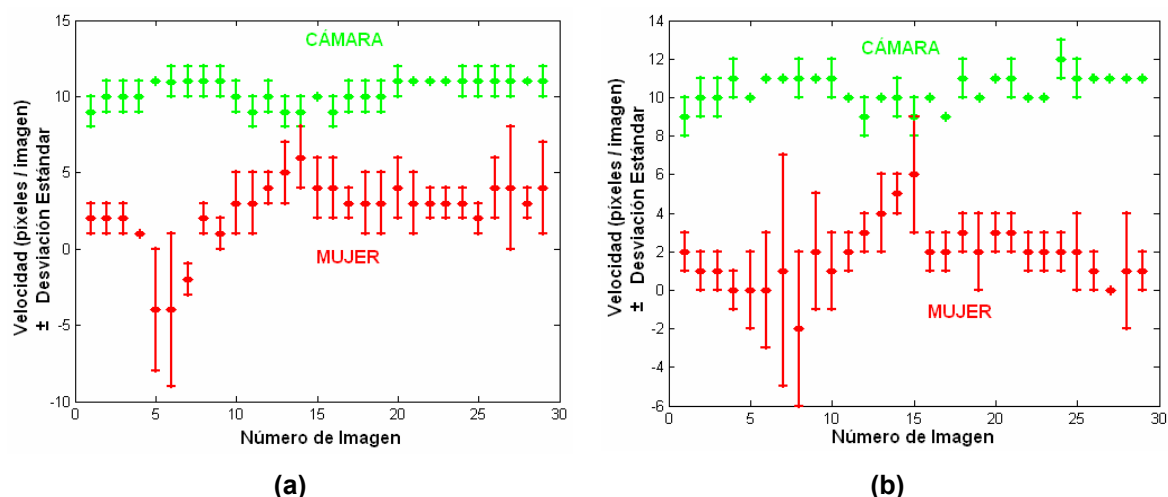 15
10
5
0
-5
-10
0
5
10
15
20
25
30
CÁMARA
MUJER
Velocidad (píxeles / imagen)
± Desviación Estándar
Número de Imagen
(a)
14
12
10
8
6
4
2
0
-2
-4
-6
0
5
10
15
20
25
30
CÁMARA
MUJER
Velocidad (píxeles / imagen)
± Desviación Estándar
Número de Imagen
(b)